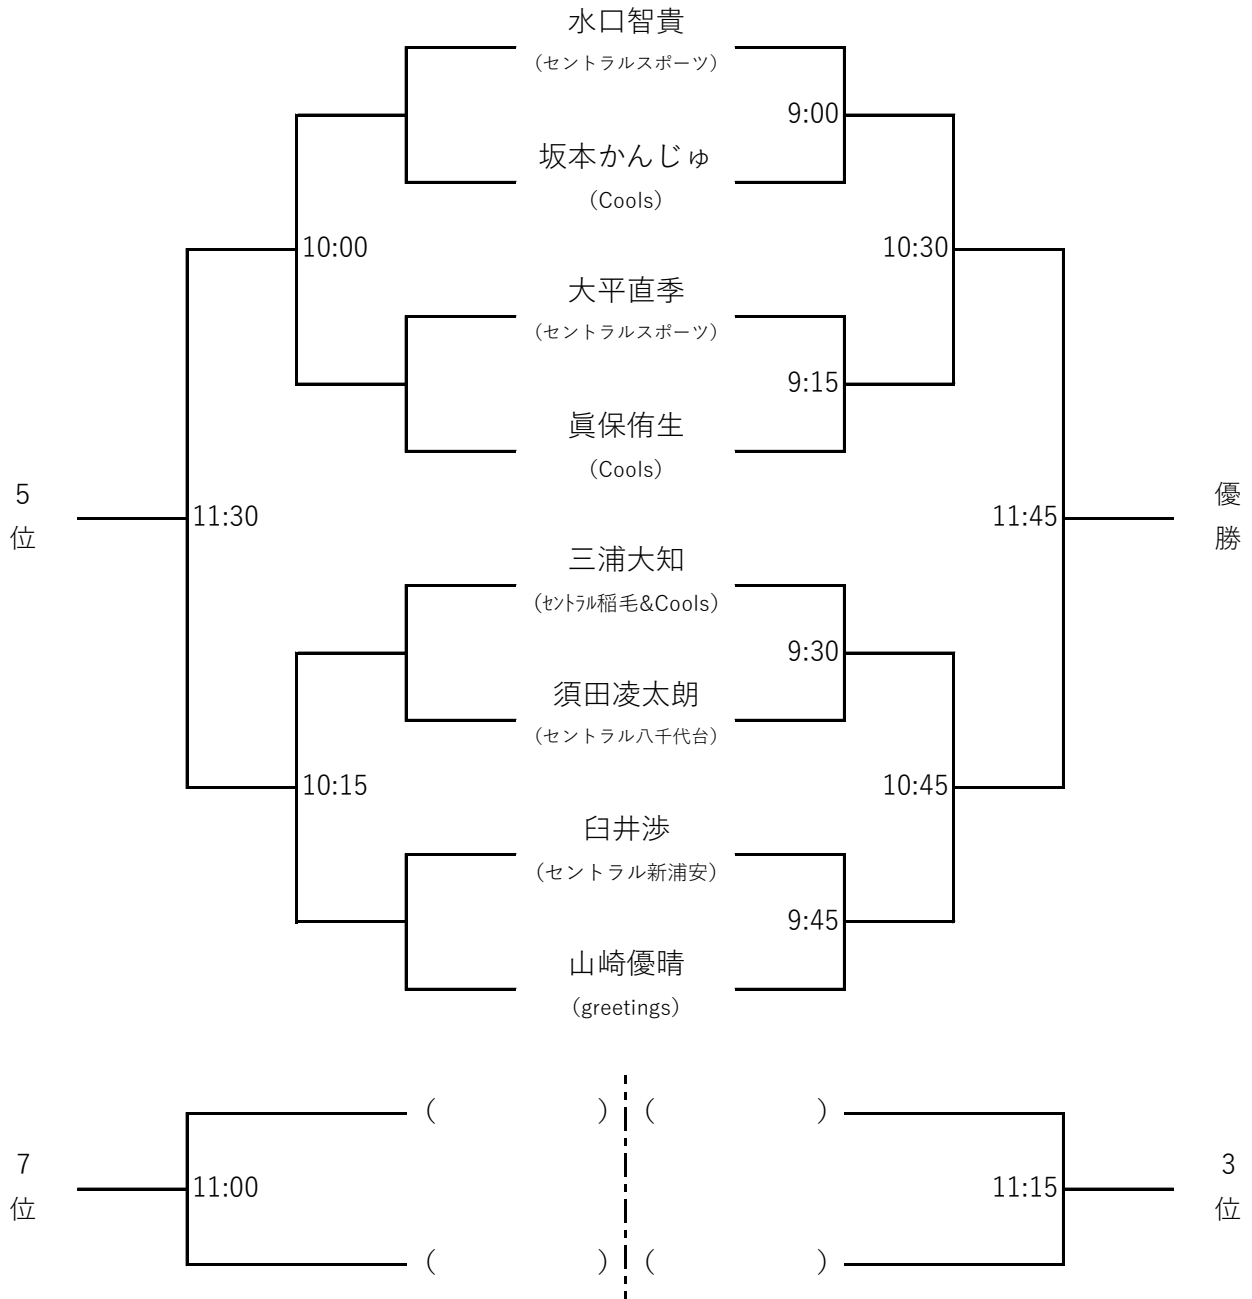 水口智貴
（セントラルスポーツ）
9:00
坂本かんじゅ
（Cools）
10:00
10:30
大平直季
（セントラルスポーツ）
9:15
眞保侑生
（Cools）
5位
11:30
11:45
優勝
三浦大知
（ｾﾝﾄﾗﾙ稲毛&Cools）
9:30
須田凌太朗
（セントラル八千代台）
10:15
10:45
臼井渉
（セントラル新浦安）
9:45
山崎優晴
（greetings）
（　　　　）（　　　　）
7位
11:00
11:15
3位
（　　　　）（　　　　）